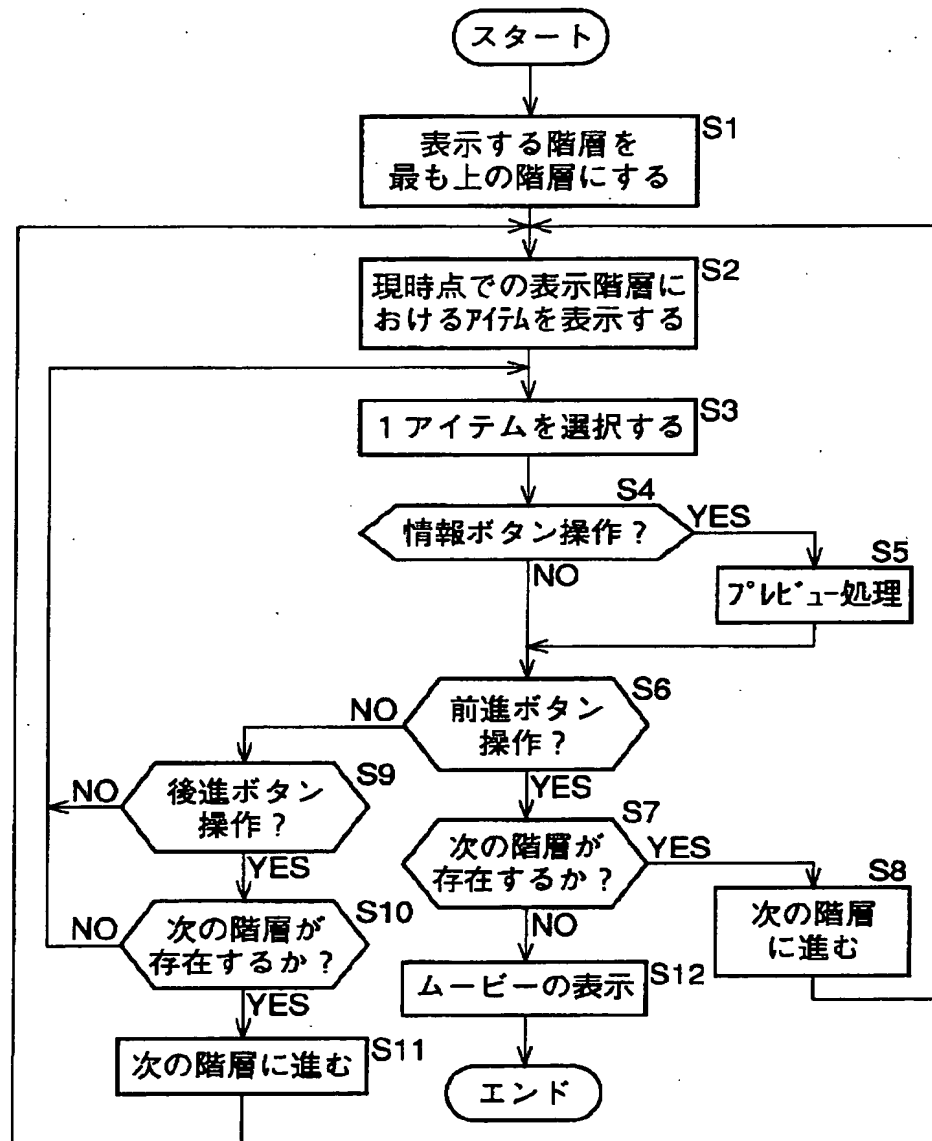 スタート
S1
表示する階層を
最も上の階層にする
S2
現時点での表示階層に
おけるアイテムを表示する
S3
1アイテムを選択する
S4
情報ボタン操作?
YES
NO
S5
プレビュー処理
S6
前進ボタン
操作?
NO
YES
S9
後進ボタン
操作?
NO
YES
S7
次の階層が
存在するか?
YES
NO
S8
次の階層
に進む
S10
次の階層が
存在するか?
NO
YES
S12
ムービーの表示
S11
次の階層に進む
エンド